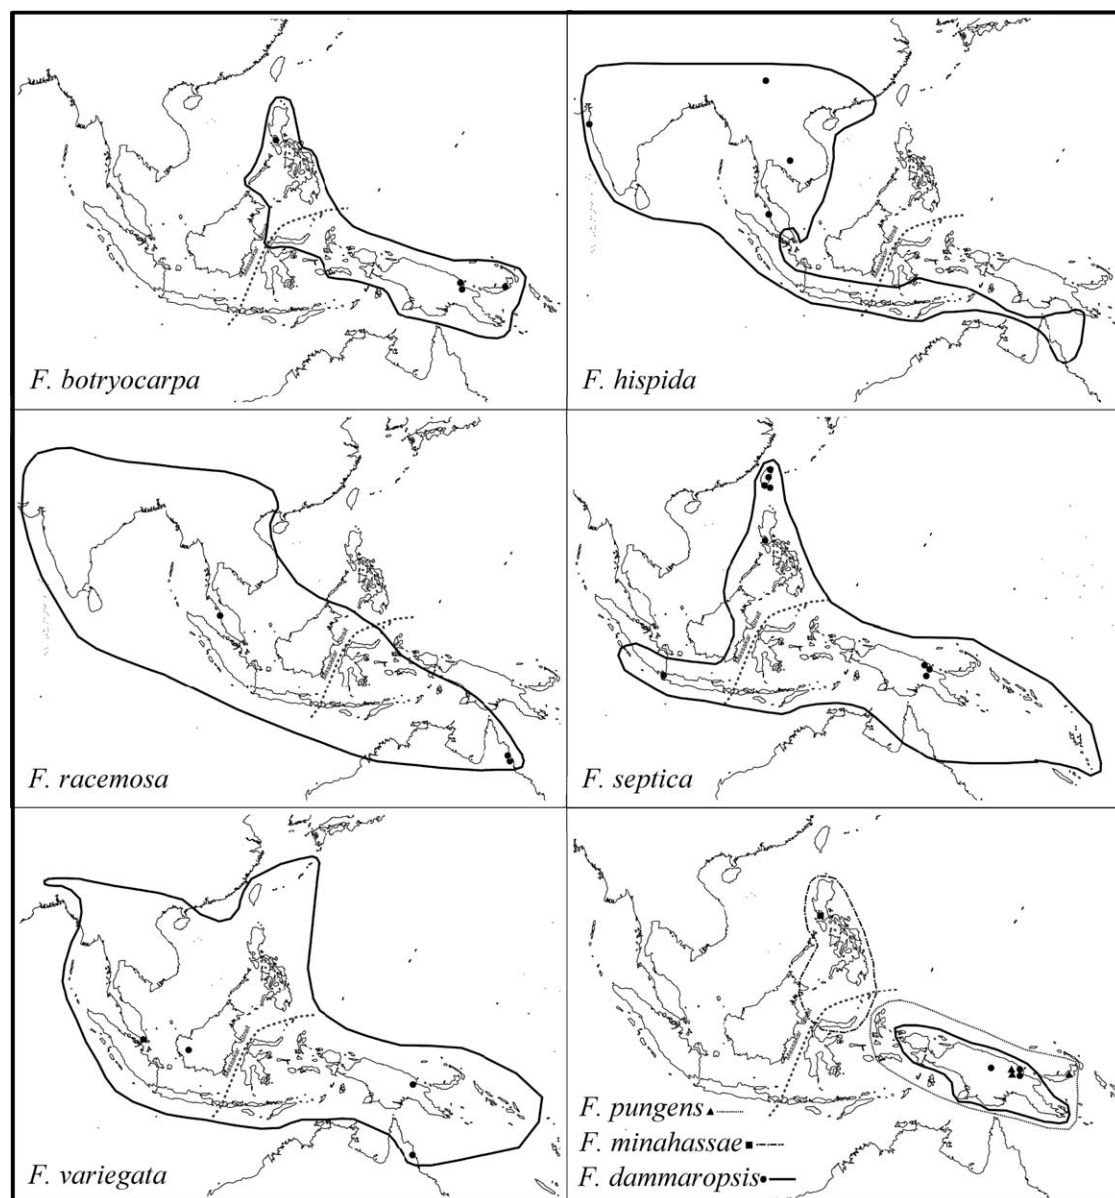 F. botryocarpa
F. hispida
F. racemosa
F. septica
F. variegata
F. pungens
F. minahassae
F. dammaropsis